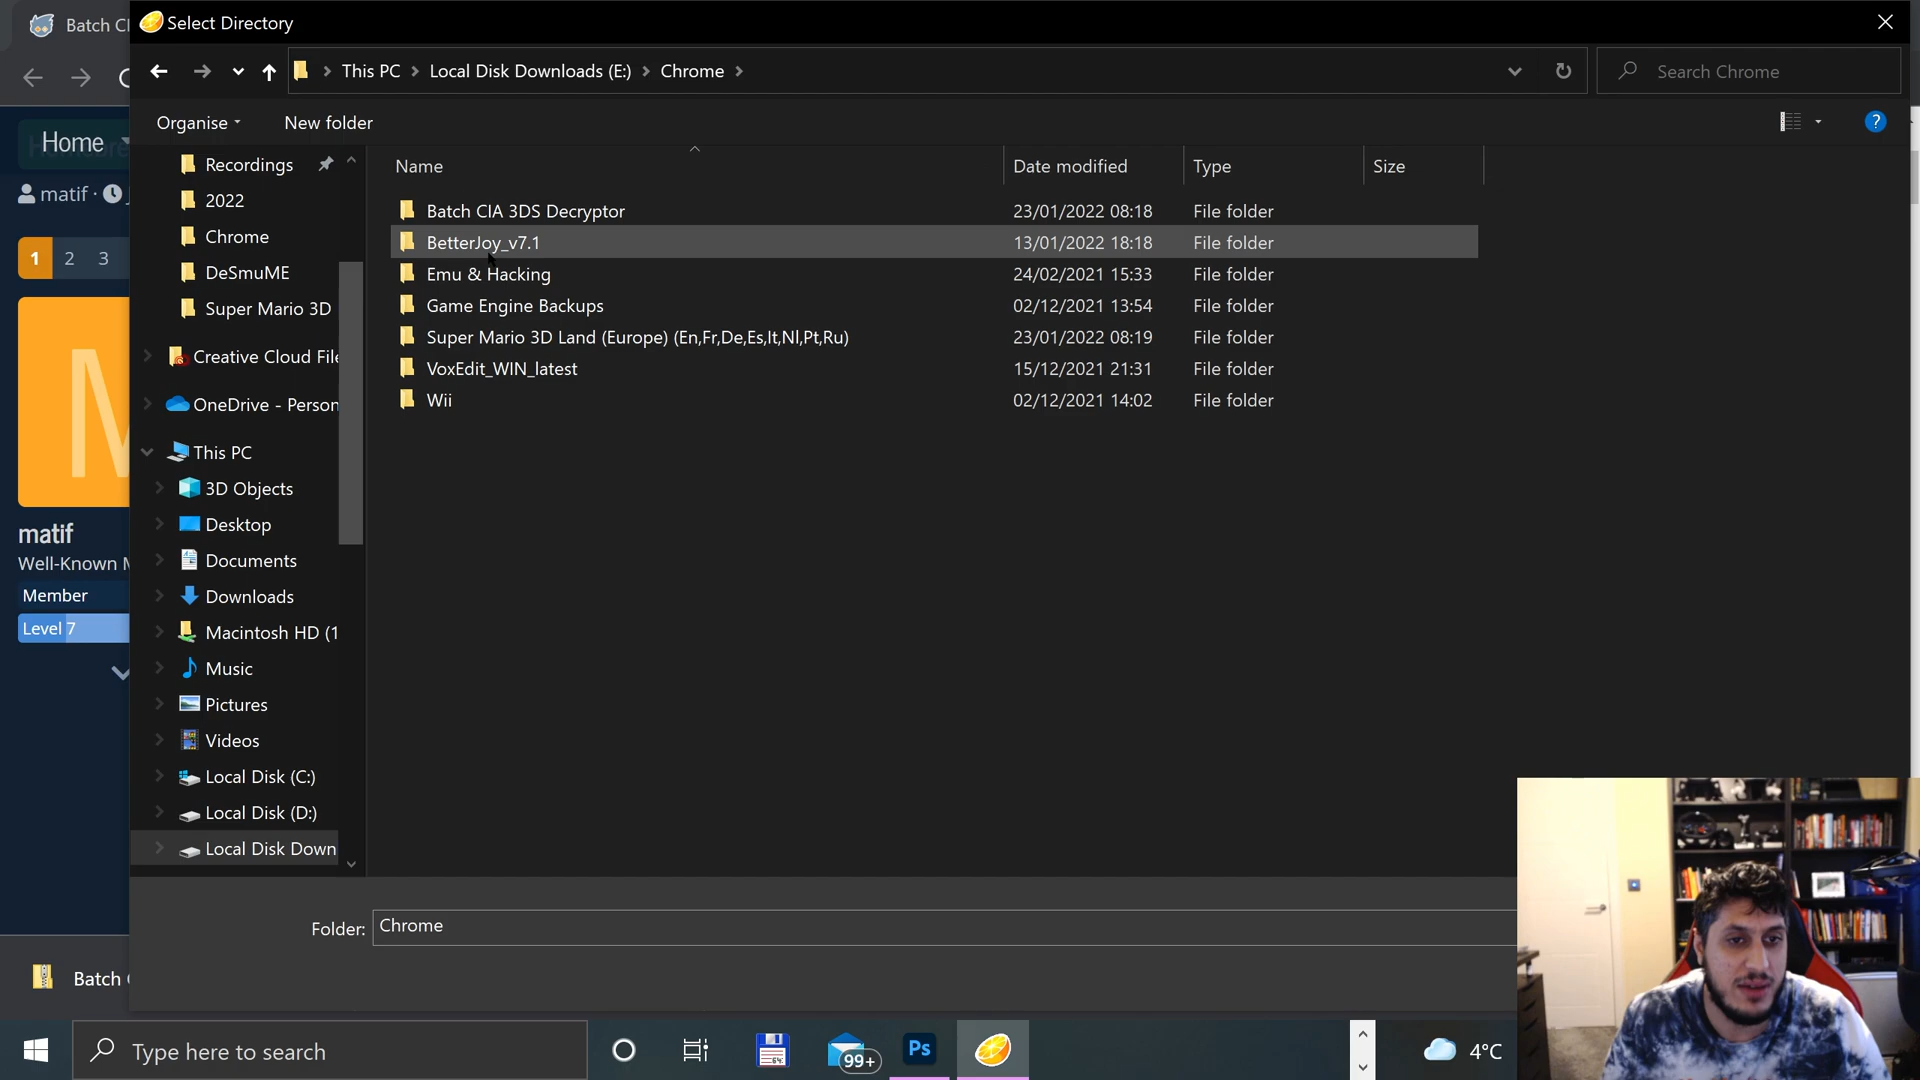 Batch CI
Select Directory
This PC
Local Disk Downloads (E:)
Chrome
Search Chrome
Organise
New folder
?
Home
matif ·
1 2 3
M
matif
Well-Known M
Member
Level 7
Batch
Recordings
2022
Chrome
DeSmuME
Super Mario 3D
Creative Cloud File
OneDrive - Person
This PC
3D Objects
Desktop
Documents
Downloads
Macintosh HD (1
Music
Pictures
Videos
Local Disk (C:)
Local Disk (D:)
Local Disk Down
Name Date modified Type Size
Batch CIA 3DS Decryptor 23/01/2022 08:18 File folder
BetterJoy_v7.1 13/01/2022 18:18 File folder
Emu & Hacking 24/02/2021 15:33 File folder
Game Engine Backups 02/12/2021 13:54 File folder
Super Mario 3D Land (Europe) (En,Fr,De,Es,It,Nl,Pt,Ru) 23/01/2022 08:19 File folder
VoxEdit_WIN_latest 15/12/2021 21:31 File folder
Wii 02/12/2021 14:02 File folder
Folder: Chrome
Type here to search
64
99+
Ps
4°C